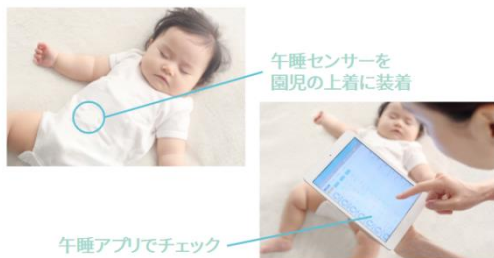 午睡センサーを
園児の上着に装着
午睡アプリでチェック